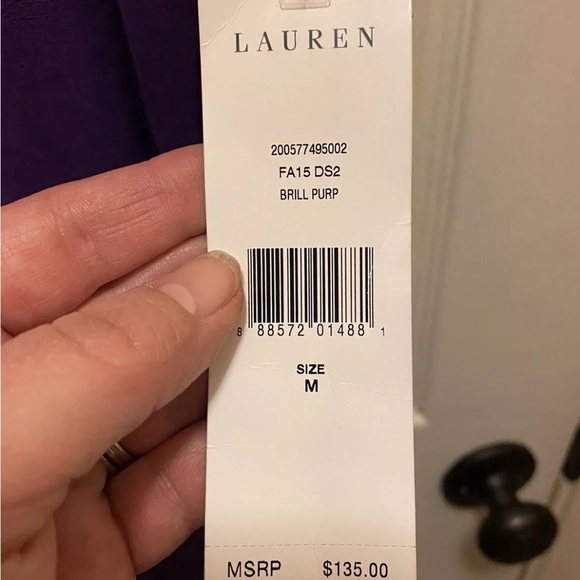 LAUREN
200577495002
FA15 DS2
BRILL PURP
8 88572 01488 1
SIZE
M
MSRP $135.00